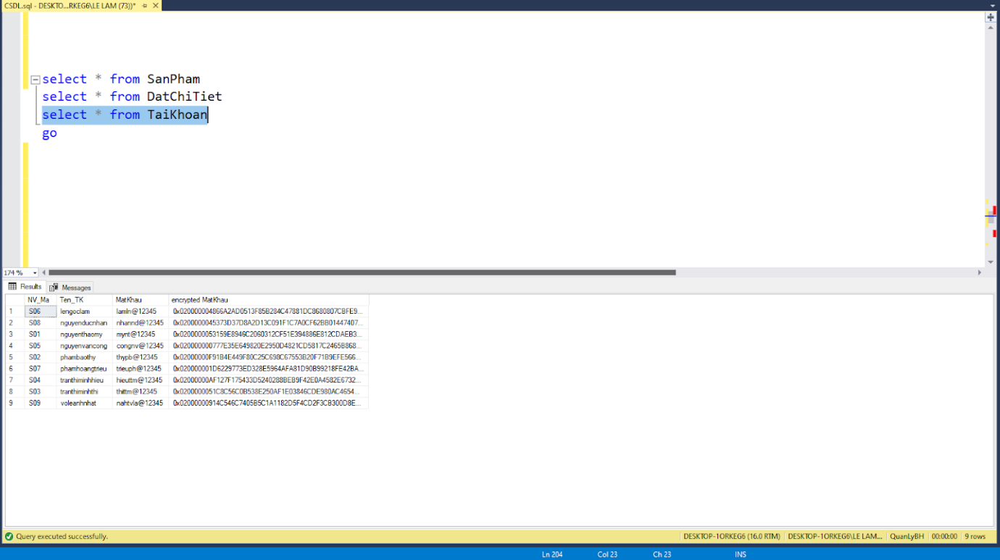 CSDL.sql - DESKTO...RKEG6\LE LAM (73))*
select * from SanPham
select * from DatChiTiet
select * from TaiKhoan
go
174 %
Results Messages
NV_Ma Ten_TK MatKhau encrypted MatKhau
1 S06 lengoclam lamln@12345 0x020000004866A2AD0513F85B284C47881DC8680807CBFE9...
2 S08 nguyenducnhan nhannd@12345 0x0200000045373D37D8A2D13C091F1C7A0CF62BB01447407...
3 S01 nguyenthaomy mynt@12345 0x0200000053159E8946C2060312CF51E394886E812CDAEB3...
4 S05 nguyenvancong congnv@12345 0x02000000777E35E649820E2950D4821CD5817C2465B868...
5 S02 phambaothy thypb@12345 0x02000000F91B4E449F80C25C698C67553B20F71B9EFE566...
6 S07 phamhoangtrieu trieuph@12345 0x020000001D6229773ED328E5964AFA81D90B99218FE42BA...
7 S04 tranthiminhhieu hieuttm@12345 0x02000000AF127F175433D5240288BEB9F42E0A4582E6732...
8 S03 tranthiminhthi thittm@12345 0x0200000051C8C56C0B538E250AF1E03846CDE980AC4654...
9 S09 voleanhnhat nahtvla@12345 0x02000000914C546C7405B5C1A1182D5F4CD2F3CB300D8E...
Query executed successfully. DESKTOP-1ORKEG6 (16.0 RTM) DESKTOP-1ORKEG6\LE LAM... QuanLyBH 00:00:00 9 rows
Ln 204 Col 23 Ch 23 INS